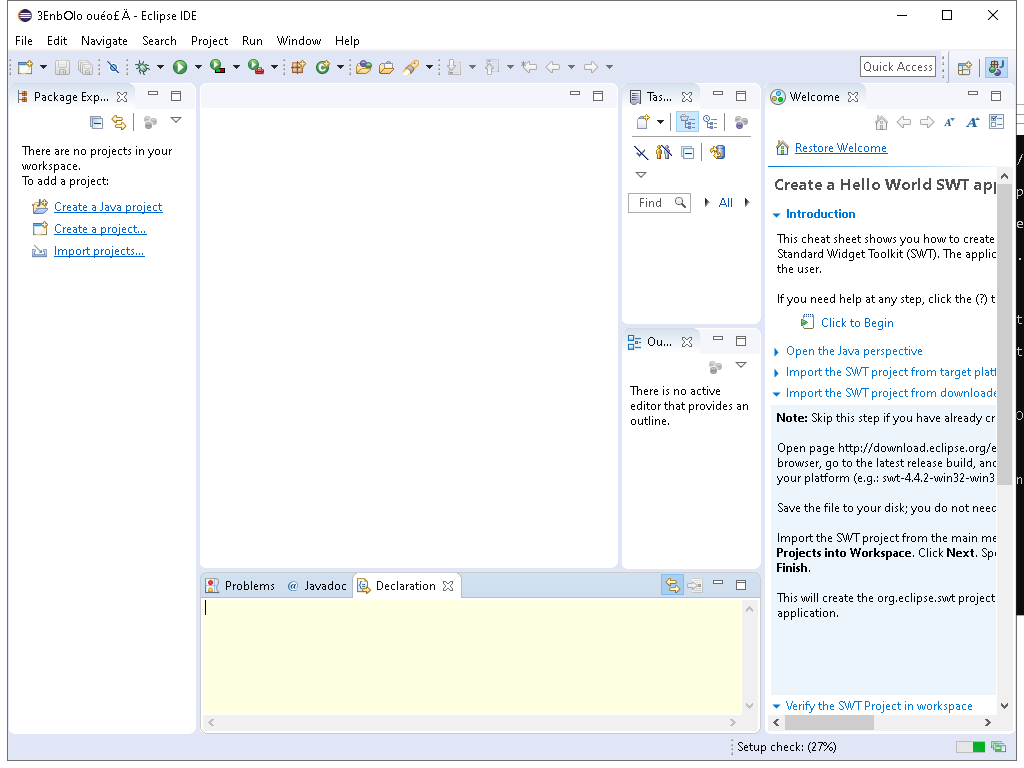 3EnbOlo ouéo£Ä - Eclipse IDE
File Edit Navigate Search Project Run Window Help
Quick Access
Package Exp...
There are no projects in your
workspace.
To add a project:
Create a Java project
Create a project...
Import projects...
Tas...
Find
All
Ou...
There is no active
editor that provides an
outline.
Welcome
Restore Welcome
Create a Hello World SWT app
Introduction
This cheat sheet shows you how to create
Standard Widget Toolkit (SWT). The applic
the user.
If you need help at any step, click the (?) t
Click to Begin
Open the Java perspective
Import the SWT project from target platf
Import the SWT project from downloade
Note: Skip this step if you have already cr
Open page http://download.eclipse.org/e
browser, go to the latest release build, and
your platform (e.g.: swt-4.4.2-win32-win3
Save the file to your disk; you do not need
Import the SWT project from the main me
Projects into Workspace. Click Next. Spe
Finish.
This will create the org.eclipse.swt project
application.
Verify the SWT Project in workspace
Problems @ Javadoc Declaration
Setup check: (27%)